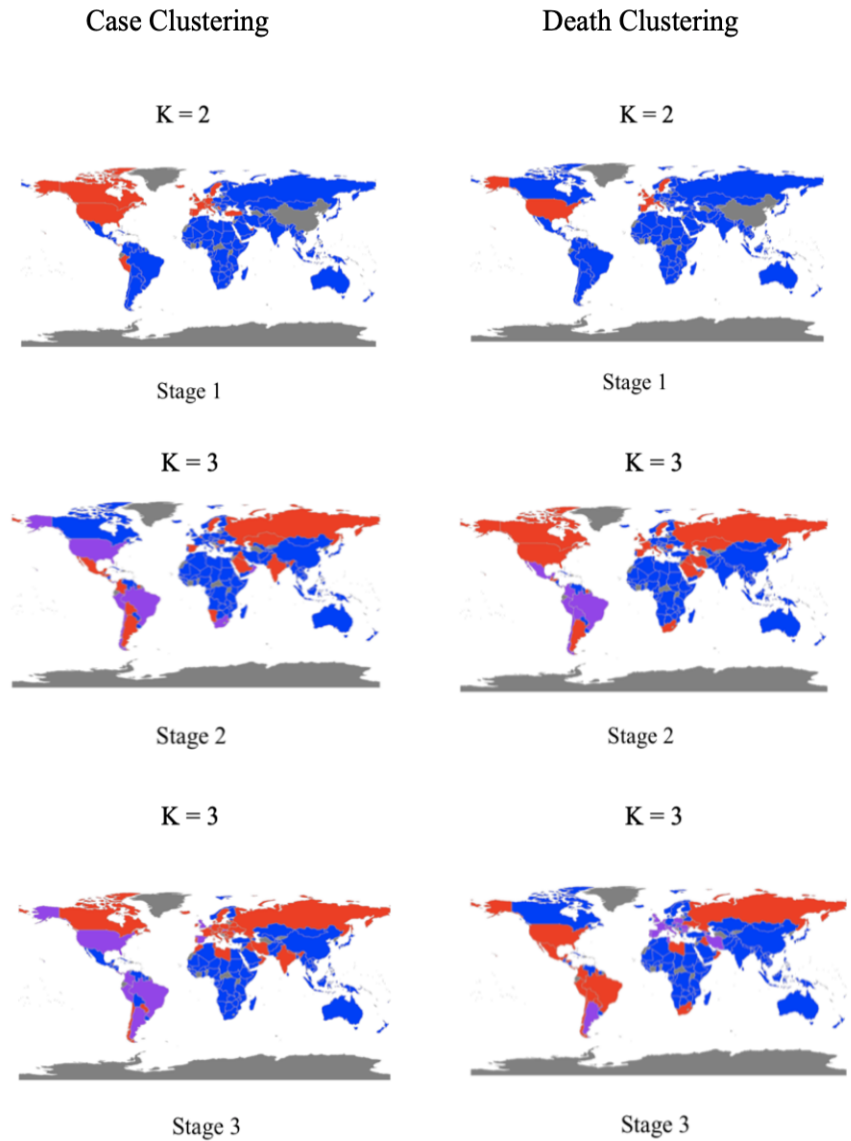 Case Clustering
Death Clustering
K = 2
K = 2
Stage 1
Stage 1
K = 3
K = 3
Stage 2
Stage 2
K = 3
K = 3
Stage 3
Stage 3